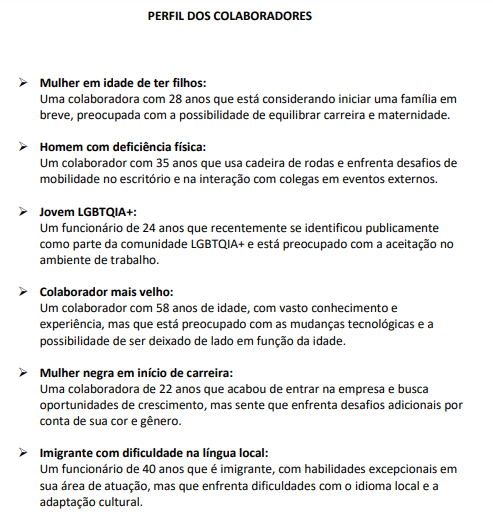 PERFIL DOS COLABORADORES
➢ Mulher em idade de ter filhos:
Uma colaboradora com 28 anos que está considerando iniciar uma família em
breve, preocupada com a possibilidade de equilibrar carreira e maternidade.
➢ Homem com deficiência física:
Um colaborador com 35 anos que usa cadeira de rodas e enfrenta desafios de
mobilidade no escritório e na interação com colegas em eventos externos.
➢ Jovem LGBTQIA+:
Um funcionário de 24 anos que recentemente se identificou publicamente
como parte da comunidade LGBTQIA+ e está preocupado com a aceitação no
ambiente de trabalho.
➢ Colaborador mais velho:
Um colaborador com 58 anos de idade, com vasto conhecimento e
experiência, mas que está preocupado com as mudanças tecnológicas e a
possibilidade de ser deixado de lado em função da idade.
➢ Mulher negra em início de carreira:
Uma colaboradora de 22 anos que acabou de entrar na empresa e busca
oportunidades de crescimento, mas sente que enfrenta desafios adicionais por
conta de sua cor e gênero.
➢ Imigrante com dificuldade na língua local:
Um funcionário de 40 anos que é imigrante, com habilidades excepcionais em
sua área de atuação, mas que enfrenta dificuldades com o idioma local e a
adaptação cultural.